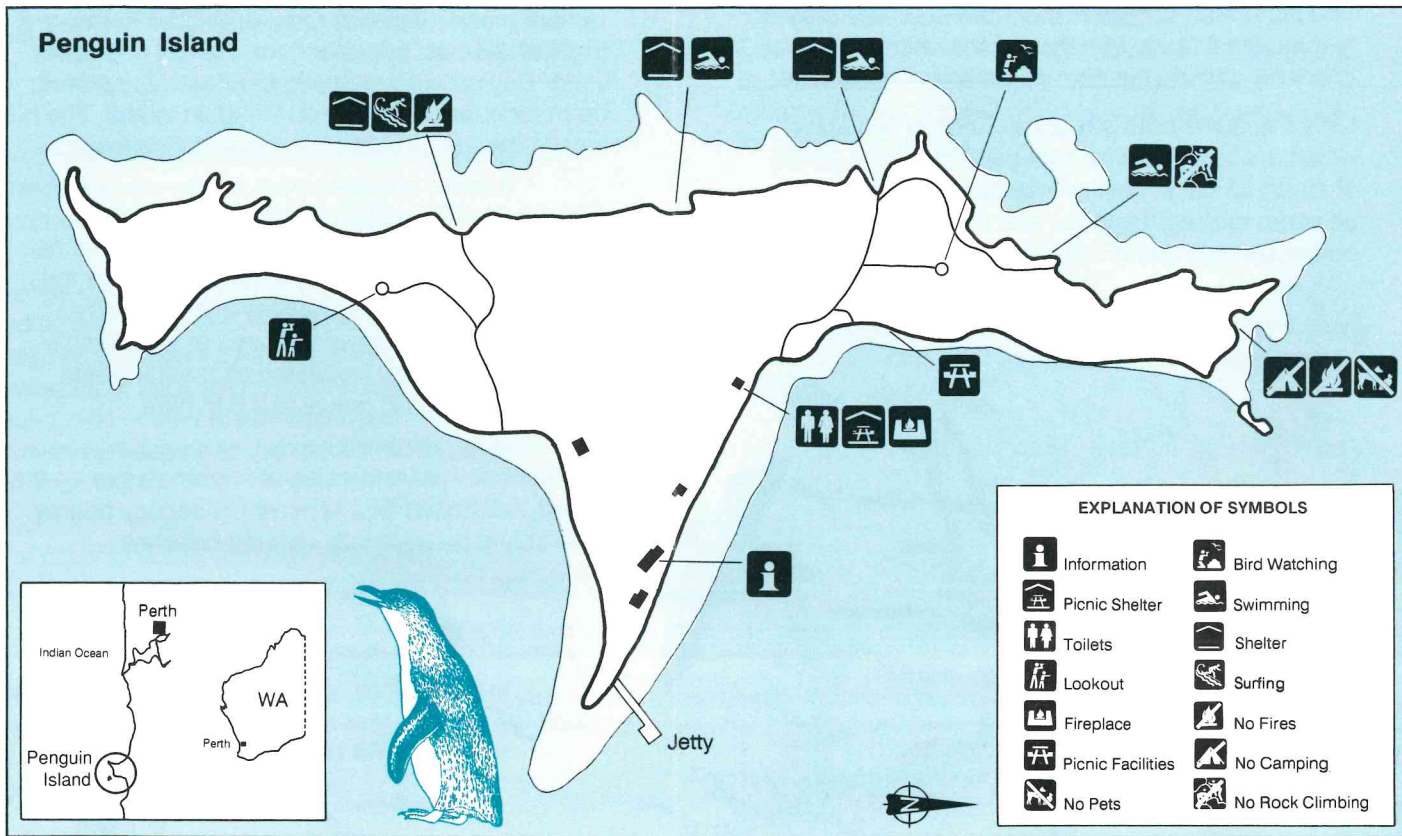 Penguin Island
Jetty
N
Perth
Indian Ocean
WA
Perth
Penguin
Island
EXPLANATION OF SYMBOLS
Information
Picnic Shelter
Toilets
Lookout
Fireplace
Picnic Facilities
No Pets
Bird Watching
Swimming
Shelter
Surfing
No Fires
No Camping
No Rock Climbing